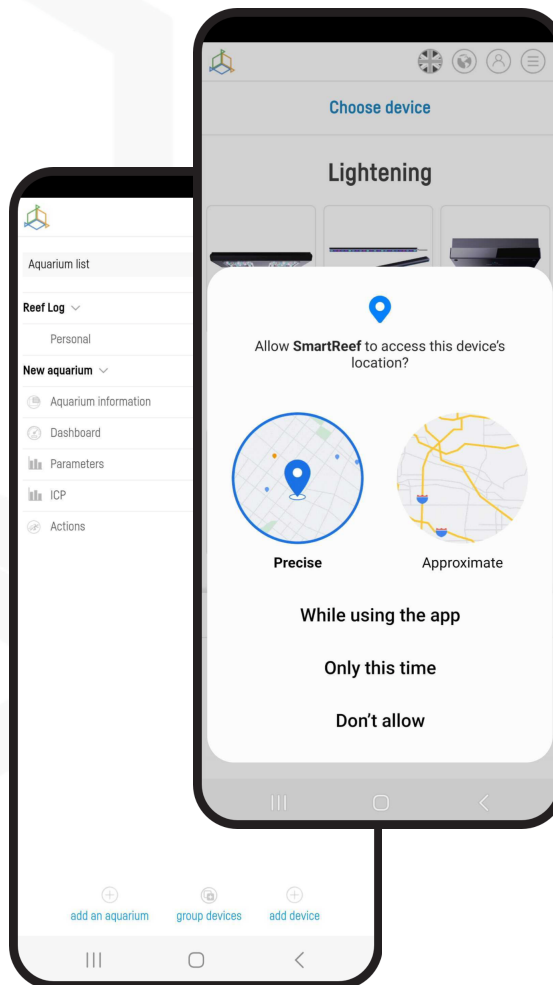 Aquarium list
Reef Log
Personal
New aquarium
Aquarium information
Dashboard
Parameters
ICP
Actions
add an aquarium
group devices
add device
Choose device
Lightening
Allow SmartReef to access this device's
location?
Precise
Approximate
While using the app
Only this time
Don't allow